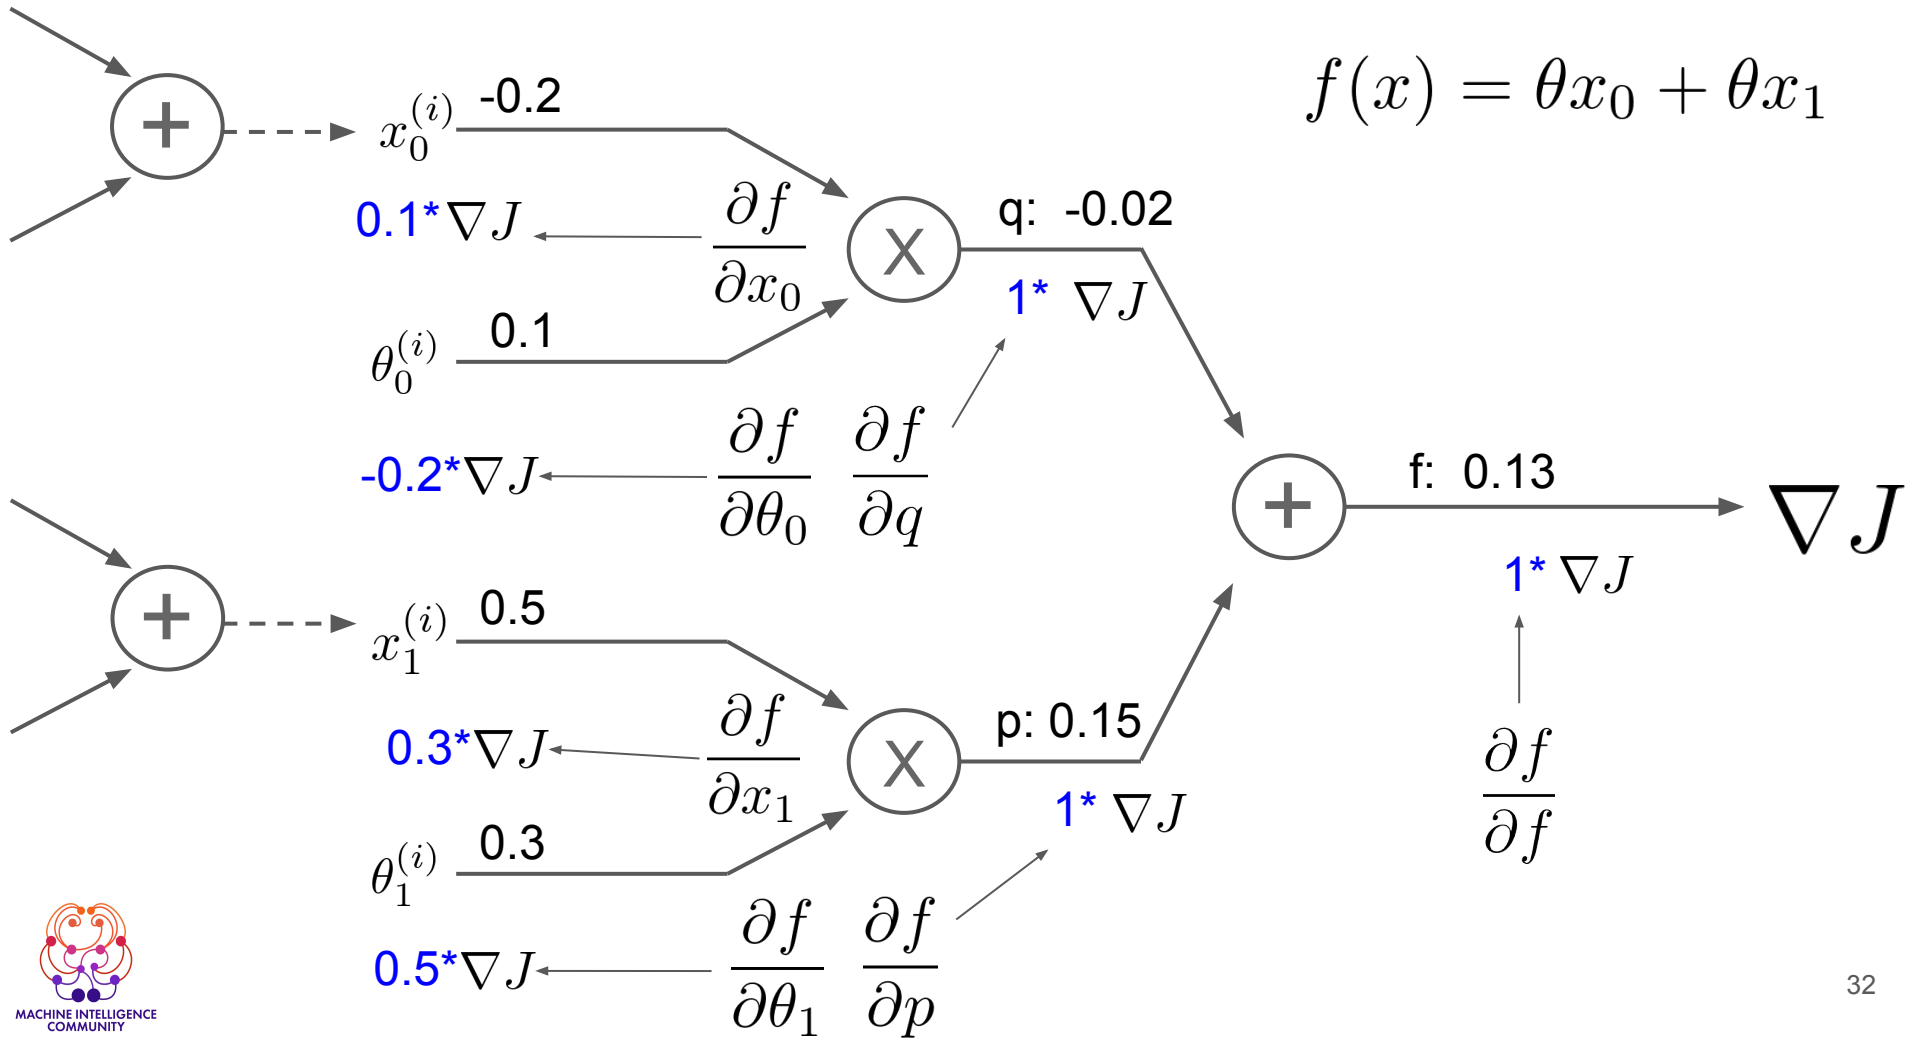 f(x) = θx₀ + θx₁
+
x₀⁽ⁱ⁾ -0.2
0.1* ∇J
∂f/∂x₀
X
q: -0.02
1* ∇J
θ₀⁽ⁱ⁾ 0.1
-0.2* ∇J
∂f/∂θ₀
∂f/∂q
+
f: 0.13
∇J
1* ∇J
∂f/∂f
+
x₁⁽ⁱ⁾ 0.5
0.3* ∇J
∂f/∂x₁
X
p: 0.15
1* ∇J
θ₁⁽ⁱ⁾ 0.3
0.5* ∇J
∂f/∂θ₁
∂f/∂p
MACHINE INTELLIGENCE
COMMUNITY
32